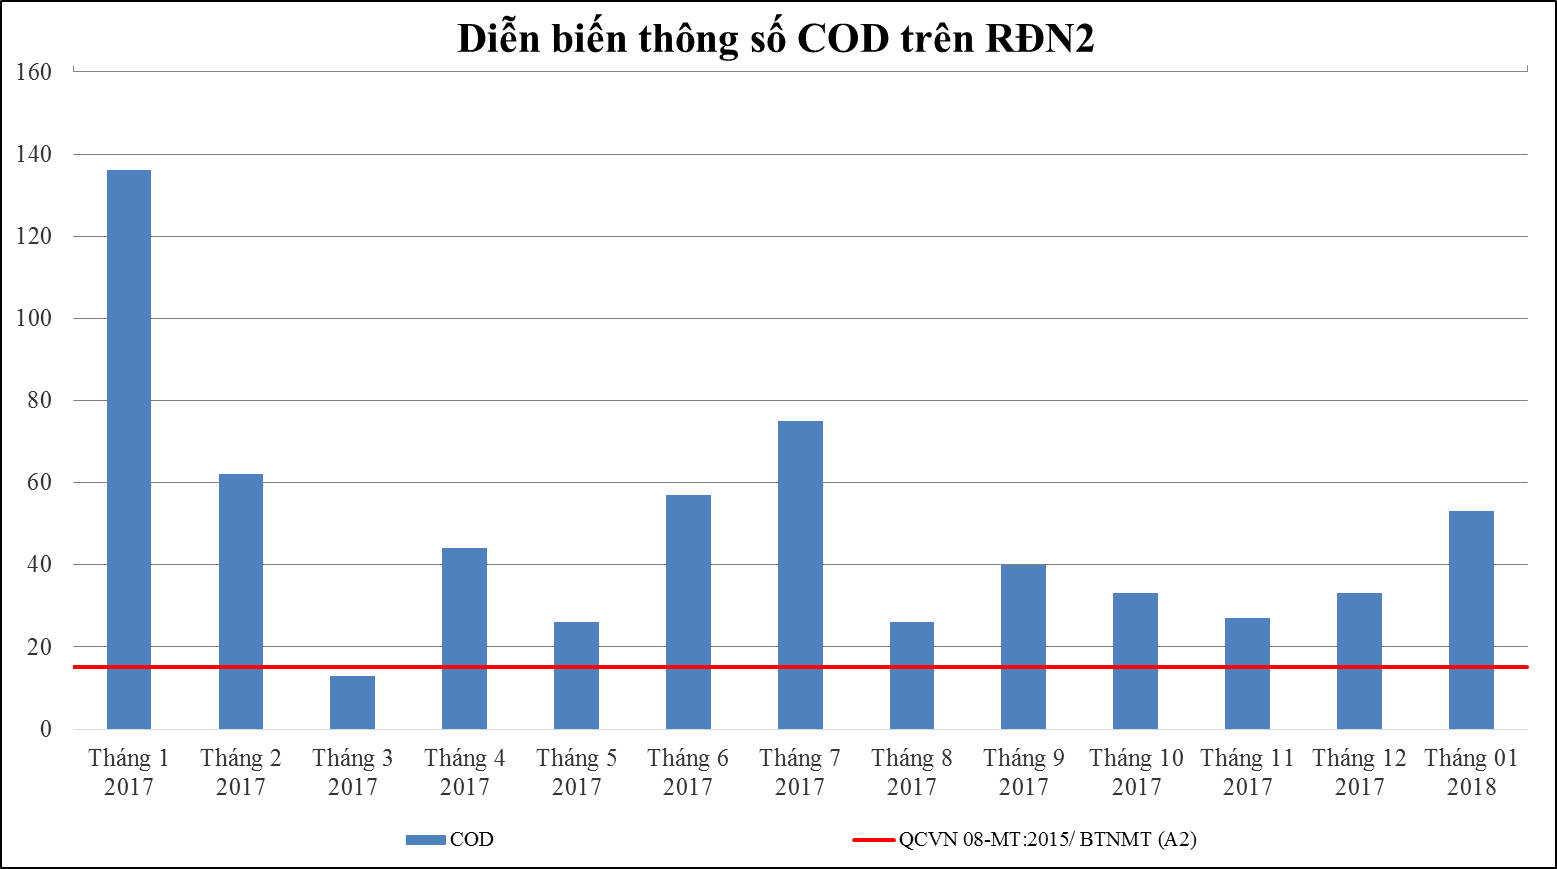 Diễn biến thông số COD trên RĐN2
160
140
120
100
80
60
40
20
0
Tháng 1 2017
Tháng 2 2017
Tháng 3 2017
Tháng 4 2017
Tháng 5 2017
Tháng 6 2017
Tháng 7 2017
Tháng 8 2017
Tháng 9 2017
Tháng 10 2017
Tháng 11 2017
Tháng 12 2017
Tháng 01 2018
COD
QCVN 08-MT:2015/ BTNMT (A2)